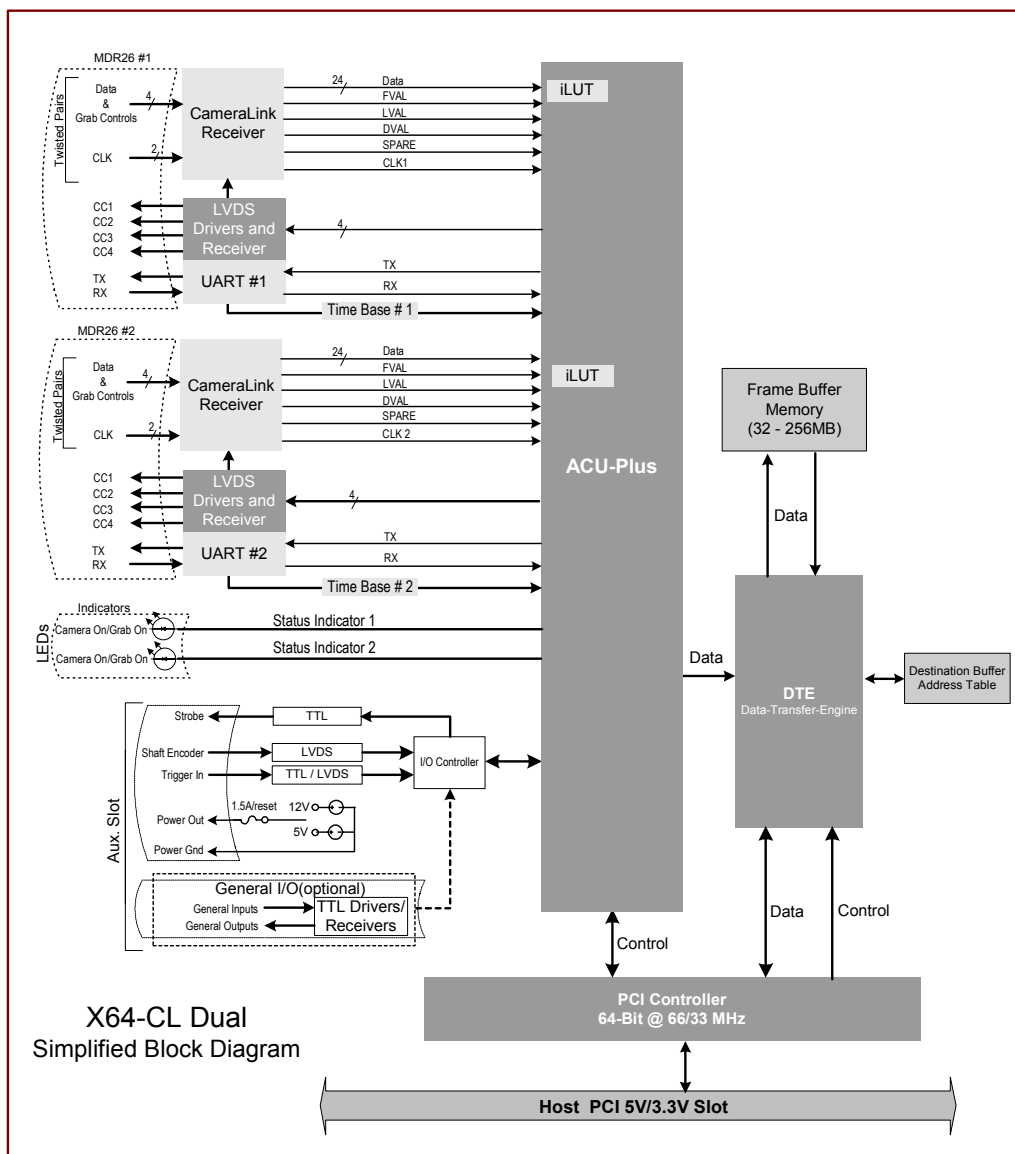 MDR26 #1
Twisted Pairs
Data
&
Grab Controls
4
CLK
2
CameraLink
Receiver
24
Data
FVAL
LVAL
DVAL
SPARE
CLK1
iLUT
CC1
CC2
CC3
CC4
LVDS
Drivers and
Receiver
4
TX
RX
UART #1
TX
RX
Time Base # 1
MDR26 #2
Twisted Pairs
Data
&
Grab Controls
4
CLK
2
CameraLink
Receiver
24
Data
FVAL
LVAL
DVAL
SPARE
CLK 2
iLUT
ACU-Plus
CC1
CC2
CC3
CC4
LVDS
Drivers and
Receiver
4
TX
RX
UART #2
TX
RX
Time Base # 2
Frame Buffer
Memory
(32 - 256MB)
Data
Data
LEDs
Indicators
Camera On/Grab On
Status Indicator 1
Camera On/Grab On
Status Indicator 2
Data
DTE
Data-Transfer-Engine
Destination Buffer
Address Table
Aux. Slot
Strobe
TTL
Shaft Encoder
LVDS
Trigger In
TTL / LVDS
I/O Controller
Power Out
1.5A/reset
12V
5V
Power Gnd
General I/O(optional)
General Inputs
General Outputs
TTL Drivers/
Receivers
Control
Data
Control
PCI Controller
64-Bit @ 66/33 MHz
X64-CL Dual
Simplified Block Diagram
Host PCI 5V/3.3V Slot